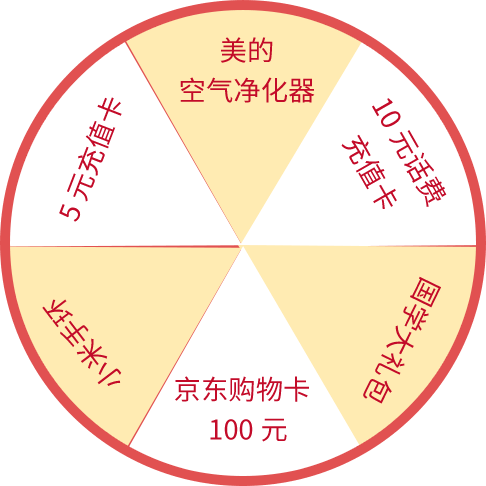 美的
空气净化器
10 元话费
充值卡
国学大礼包
京东购物卡
100 元
小米手环
5 元充值卡